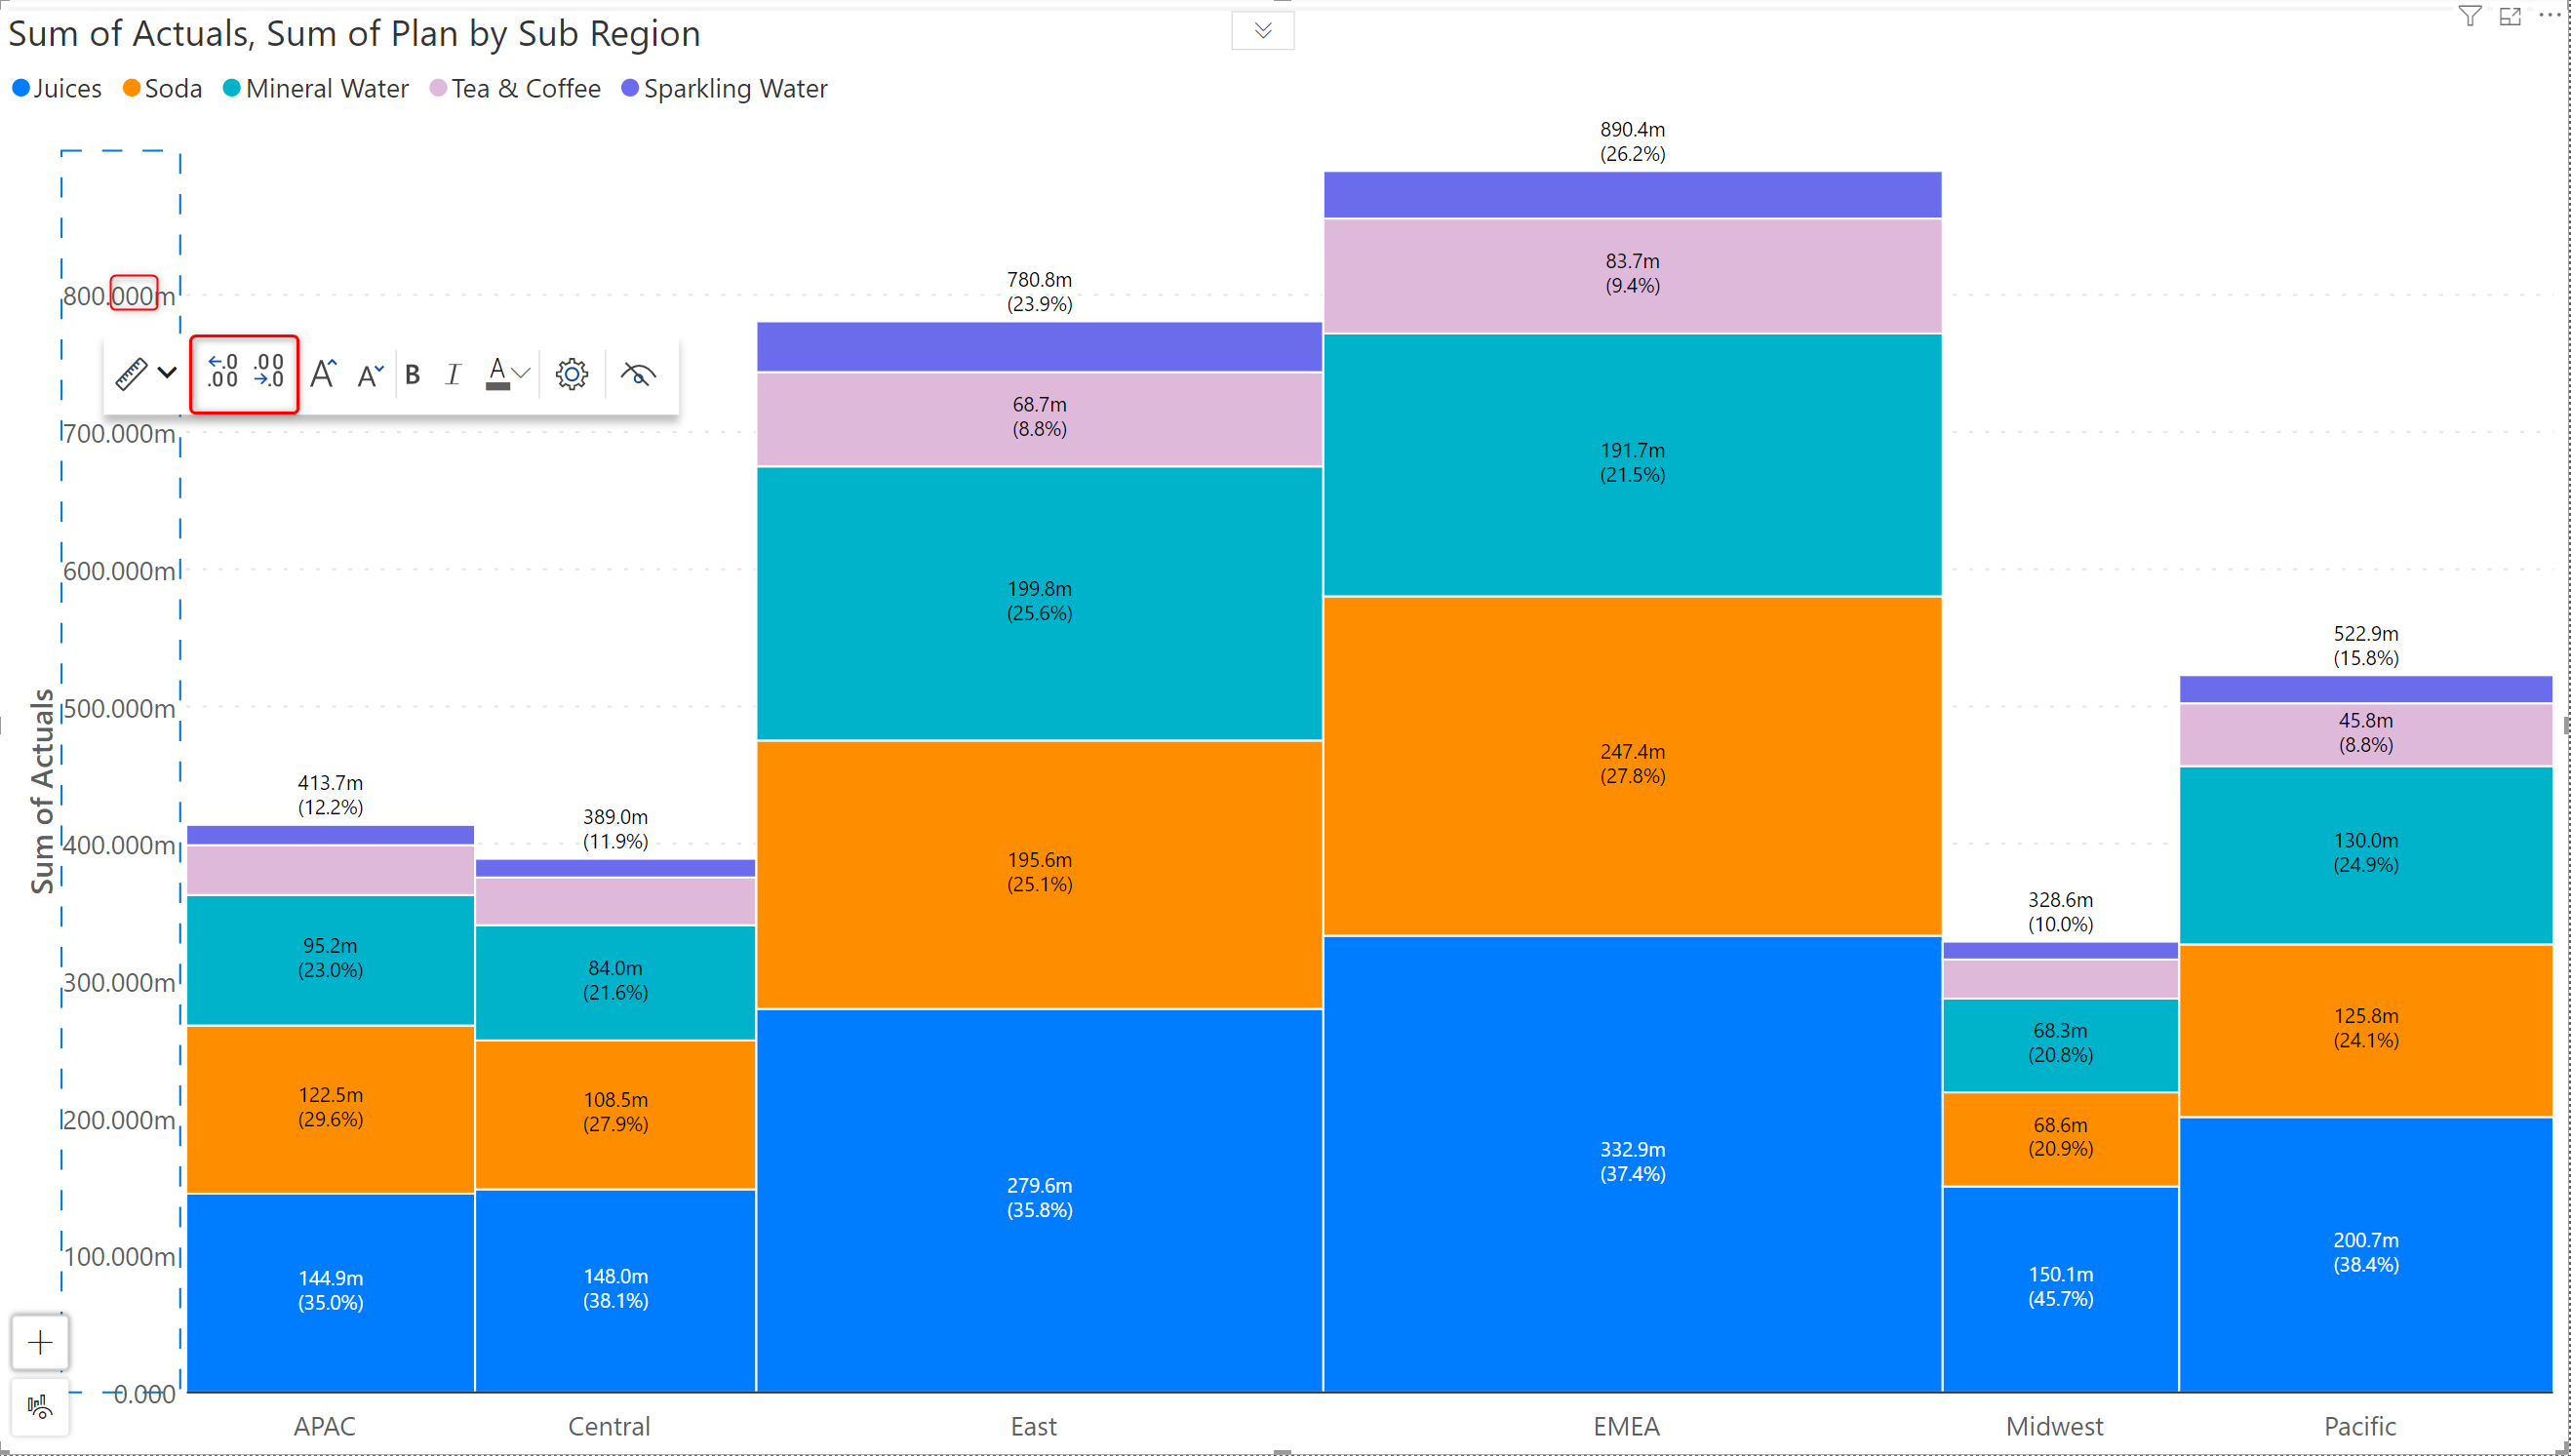 Sum of Actuals, Sum of Plan by Sub Region
Juices Soda Mineral Water Tea & Coffee Sparkling Water
Sum of Actuals
800.000m
700.000m
600.000m
500.000m
400.000m
300.000m
200.000m
100.000m
0.000
.0 .00
.00 .0
A A B I A
413.7m
(12.2%)
95.2m
(23.0%)
122.5m
(29.6%)
144.9m
(35.0%)
389.0m
(11.9%)
84.0m
(21.6%)
108.5m
(27.9%)
148.0m
(38.1%)
780.8m
(23.9%)
68.7m
(8.8%)
199.8m
(25.6%)
195.6m
(25.1%)
279.6m
(35.8%)
890.4m
(26.2%)
83.7m
(9.4%)
191.7m
(21.5%)
247.4m
(27.8%)
332.9m
(37.4%)
328.6m
(10.0%)
68.3m
(20.8%)
68.6m
(20.9%)
150.1m
(45.7%)
522.9m
(15.8%)
45.8m
(8.8%)
130.0m
(24.9%)
125.8m
(24.1%)
200.7m
(38.4%)
APAC Central East EMEA Midwest Pacific